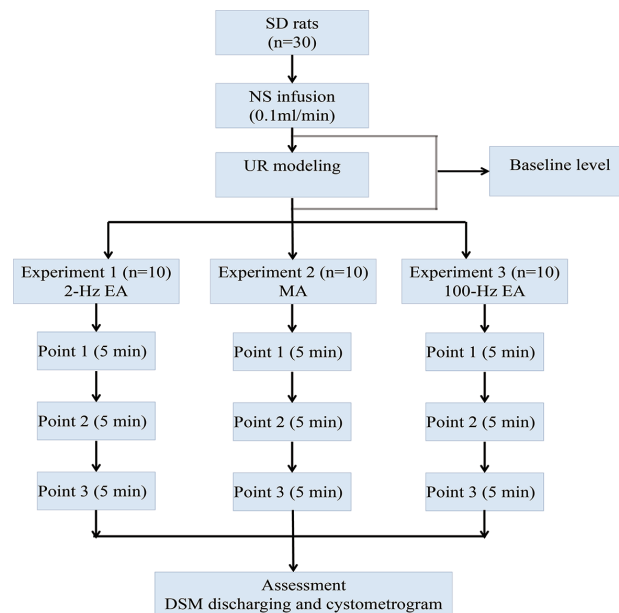 SD rats
(n=30)
NS infusion
(0.1ml/min)
UR modeling
Baseline level
Experiment 1 (n=10)
2-Hz EA
Experiment 2 (n=10)
MA
Experiment 3 (n=10)
100-Hz EA
Point 1 (5 min)
Point 1 (5 min)
Point 1 (5 min)
Point 2 (5 min)
Point 2 (5 min)
Point 2 (5 min)
Point 3 (5 min)
Point 3 (5 min)
Point 3 (5 min)
Assessment
DSM discharging and cystometrogram